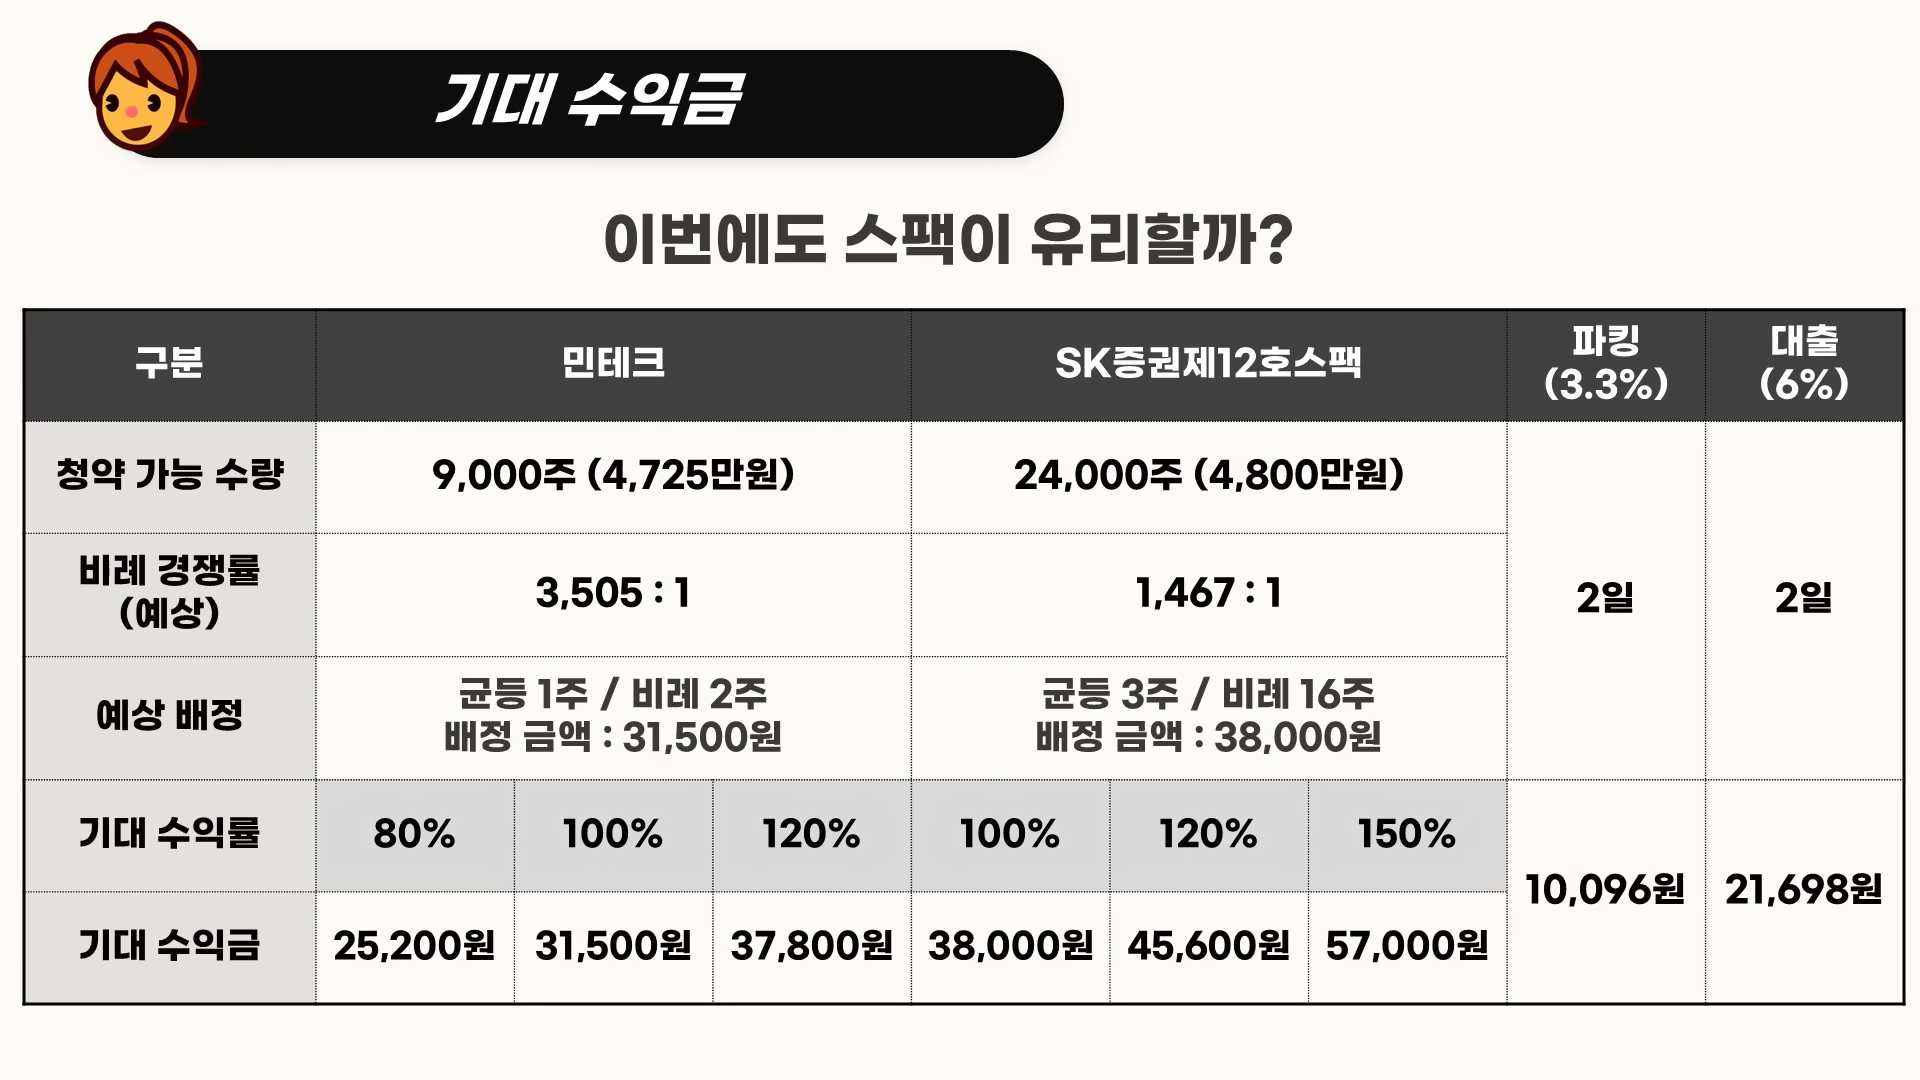 기대 수익금
이번에도 스팩이 유리할까?
구분
민테크
SK증권제12호스팩
파킹
(3.3%)
대출
(6%)
청약 가능 수량
9,000주 (4,725만원)
24,000주 (4,800만원)
2일
2일
비례 경쟁률
(예상)
3,505 : 1
1,467 : 1
예상 배정
균등 1주 / 비례 2주
배정 금액 : 31,500원
균등 3주 / 비례 16주
배정 금액 : 38,000원
기대 수익률
80%
100%
120%
100%
120%
150%
10,096원
21,698원
기대 수익금
25,200원
31,500원
37,800원
38,000원
45,600원
57,000원